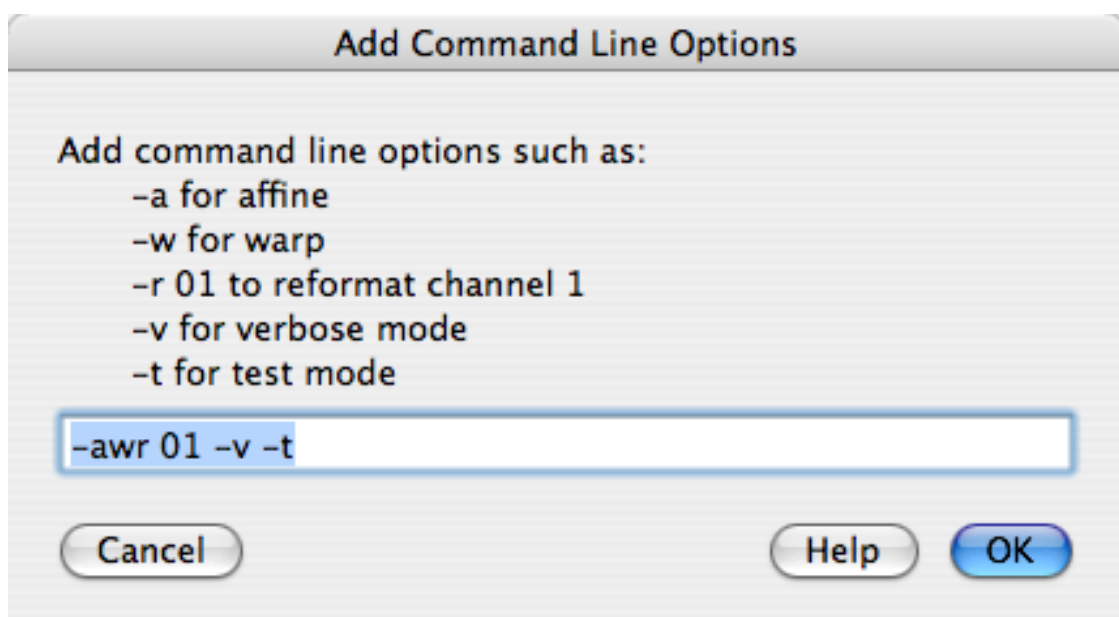 Add Command Line Options
Add command line options such as:
-a for affine
-w for warp
-r 01 to reformat channel 1
-v for verbose mode
-t for test mode
-awr 01 -v -t
Cancel Help OK